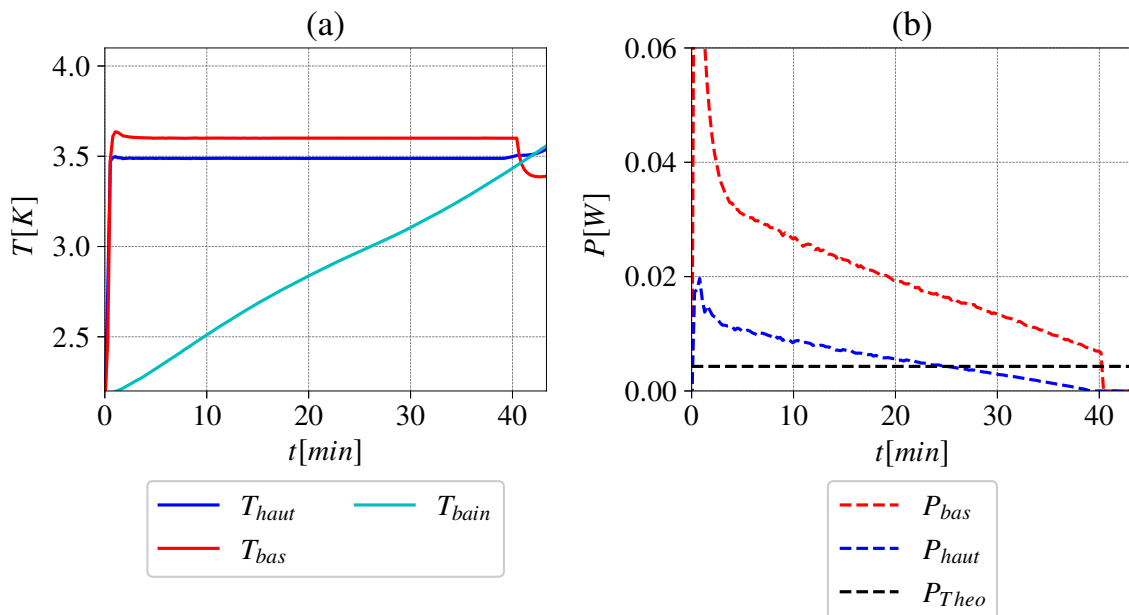 (a)
4.0
3.5
3.0
2.5
T[K]
0 10 20 30 40
t[min]
T_haut T_bain
T_bas
(b)
0.06
0.04
0.02
0.00
P[W]
0 10 20 30 40
t[min]
P_bas
P_haut
P_Theo